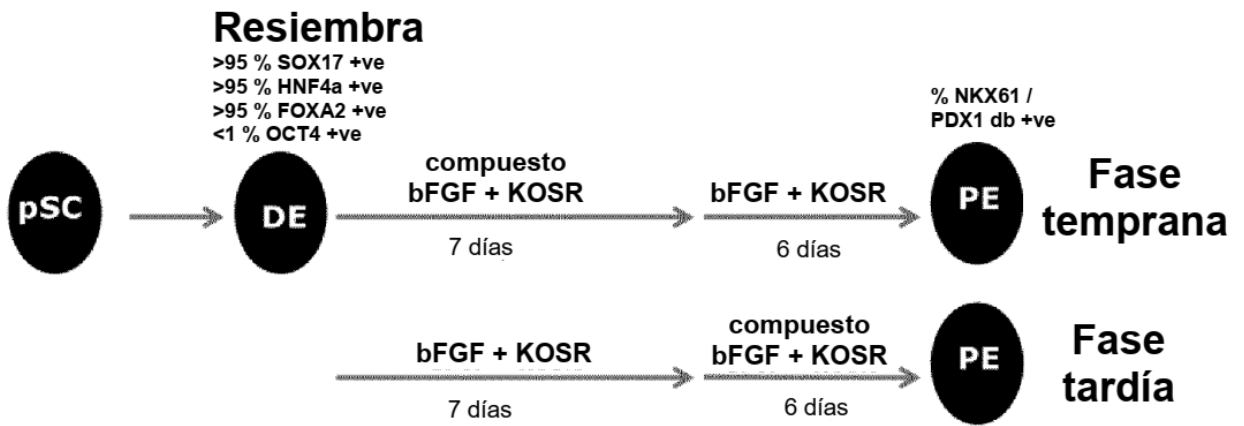 Resiembra
>95 % SOX17 +ve
>95 % HNF4a +ve
>95 % FOXA2 +ve
<1 % OCT4 +ve
% NKX61 /
PDX1 db +ve
pSC
DE
compuesto
bFGF + KOSR
7 días
bFGF + KOSR
6 días
PE
Fase
temprana
bFGF + KOSR
7 días
compuesto
bFGF + KOSR
6 días
PE
Fase
tardía